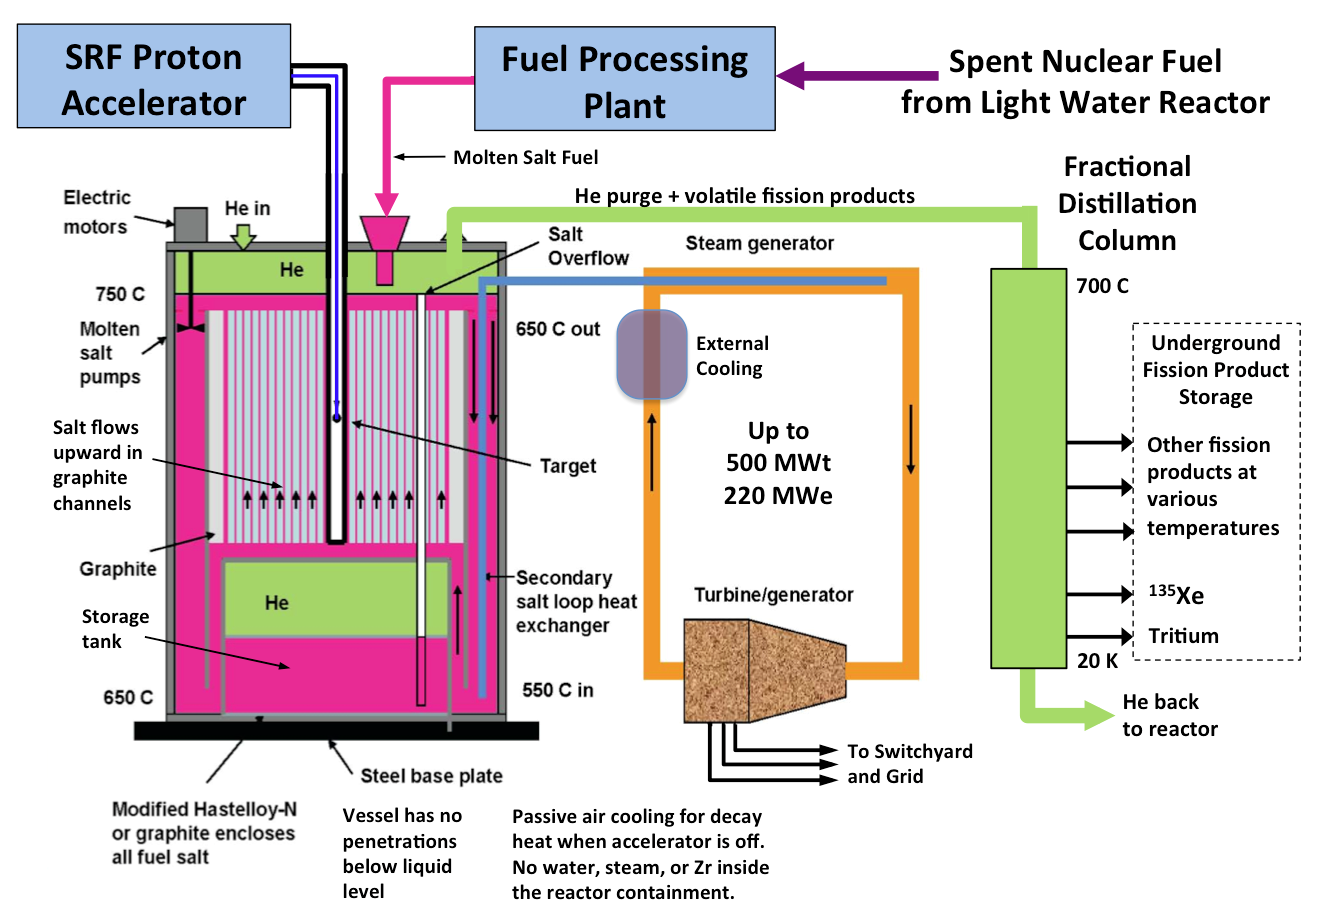 SRF Proton
Accelerator
Fuel Processing
Plant
Spent Nuclear Fuel
from Light Water Reactor
Molten Salt Fuel
Fractional
Distillation
Column
He purge + volatile fission products
Electric
motors
He in
Salt
Overflow
Steam generator
He
750 C
700 C
650 C out
Molten
salt
pumps
External
Cooling
Underground
Fission Product
Storage
Salt flows
upward in
graphite
channels
Target
Up to
500 MWt
220 MWe
Other fission
products at
various
temperatures
Graphite
Secondary
salt loop heat
exchanger
He
Storage
tank
Turbine/generator
¹³⁵Xe
Tritium
20 K
650 C
550 C in
He back
to reactor
To Switchyard
and Grid
Steel base plate
Modified Hastelloy-N
or graphite encloses
all fuel salt
Vessel has no
penetrations
below liquid
level
Passive air cooling for decay
heat when accelerator is off.
No water, steam, or Zr inside
the reactor containment.